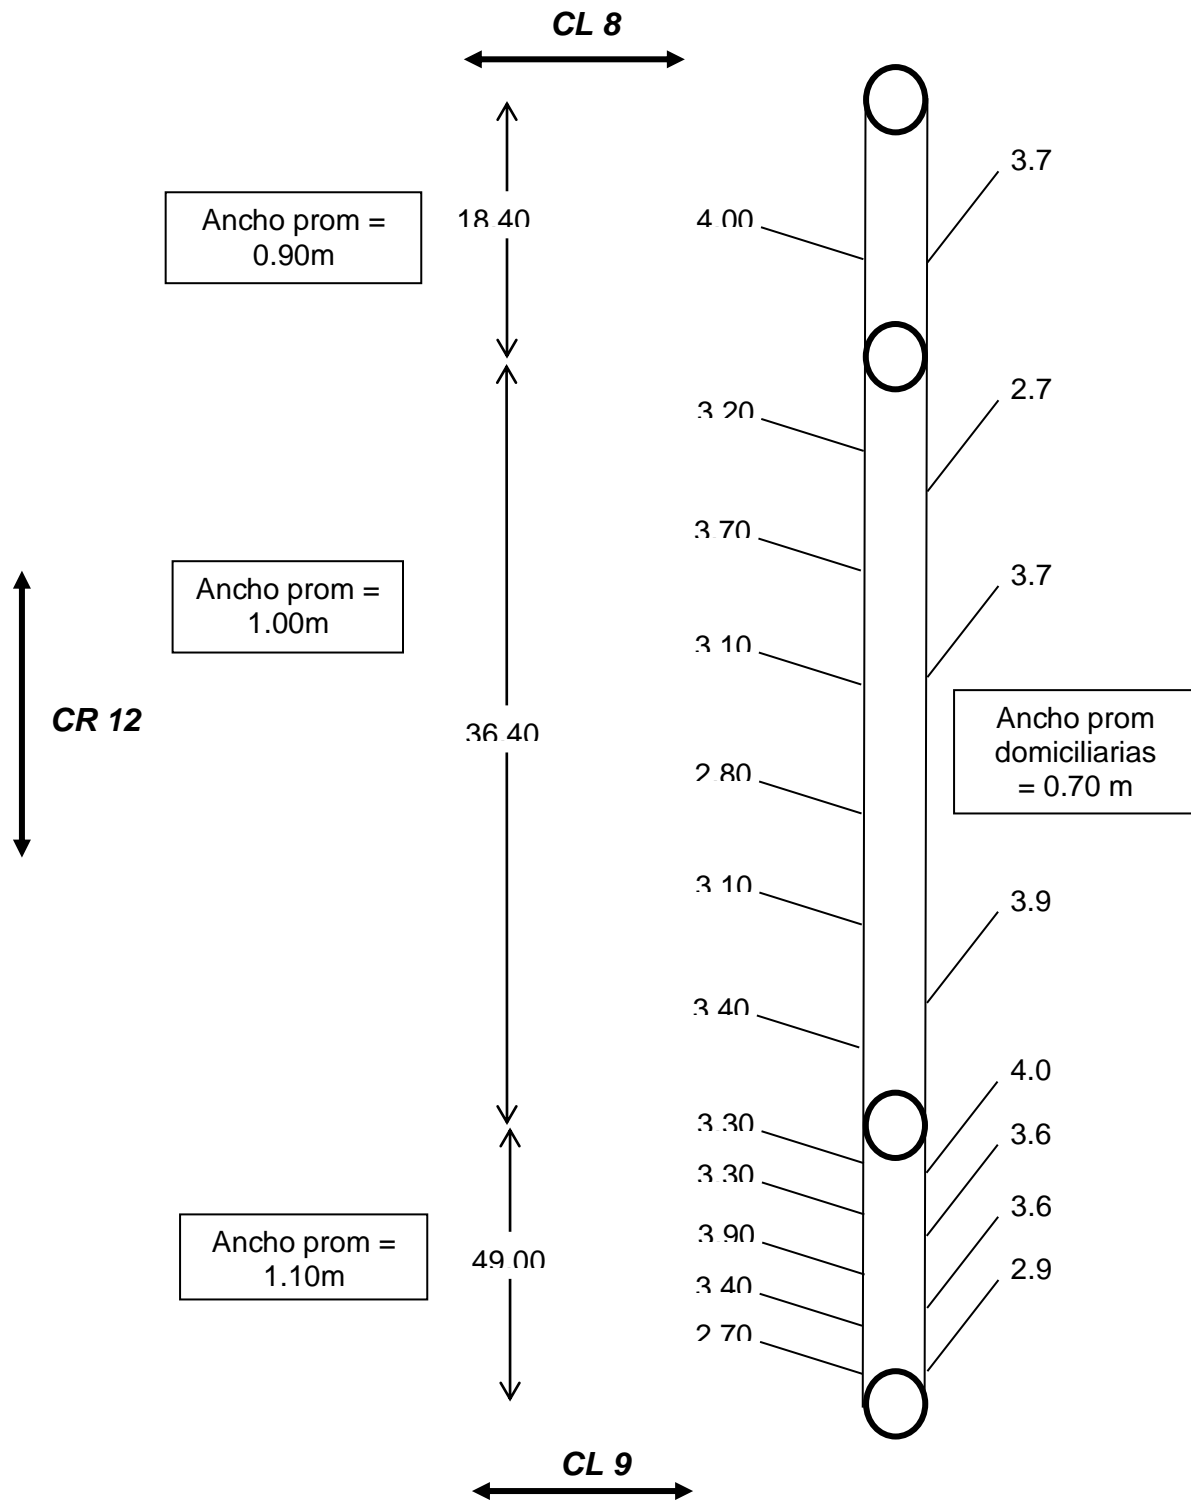 CL 8
3.7
Ancho prom =
0.90m
18.40
4.00
2.7
3.20
3.70
3.7
Ancho prom =
1.00m
3.10
CR 12
36.40
Ancho prom
domiciliarias
= 0.70 m
2.80
3.10
3.9
3.40
4.0
3.30
3.6
3.30
3.6
3.90
Ancho prom =
1.10m
49.00
2.9
3.40
2.70
CL 9